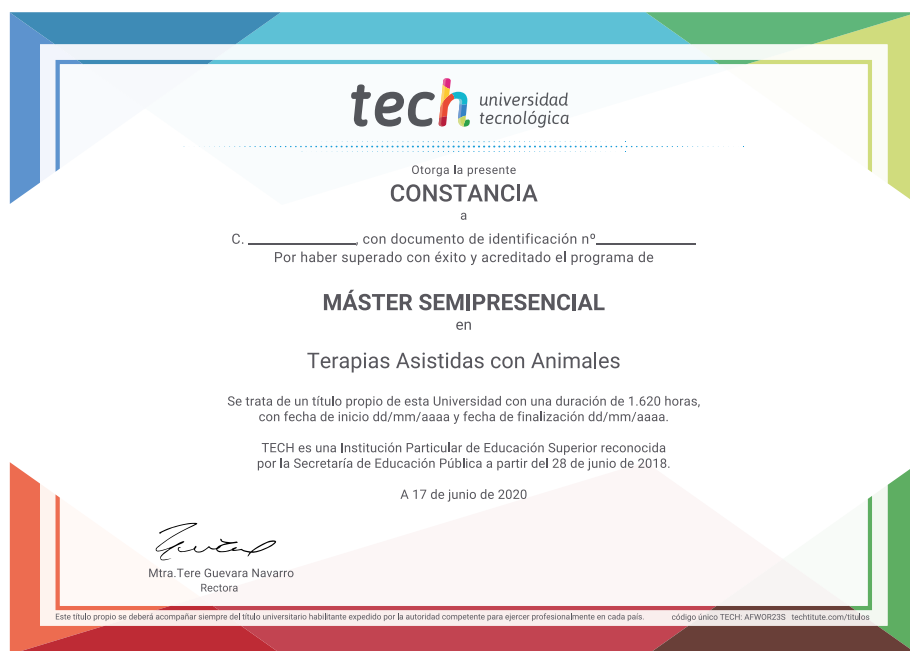 tech universidad
tecnológica
Otorga la presente
CONSTANCIA
a
C. ____________, con documento de identificación nº___________
Por haber superado con éxito y acreditado el programa de
MÁSTER SEMIPRESENCIAL
en
Terapias Asistidas con Animales
Se trata de un título propio de esta Universidad con una duración de 1.620 horas,
con fecha de inicio dd/mm/aaaa y fecha de finalización dd/mm/aaaa.
TECH es una Institución Particular de Educación Superior reconocida
por la Secretaría de Educación Pública a partir del 28 de junio de 2018.
A 17 de junio de 2020
Mtra.Tere Guevara Navarro
Rectora
Este título propio se deberá acompañar siempre del título universitario habilitante expedido por la autoridad competente para ejercer profesionalmente en cada país. código único TECH: AFWOR23S techtitute.com/titulos